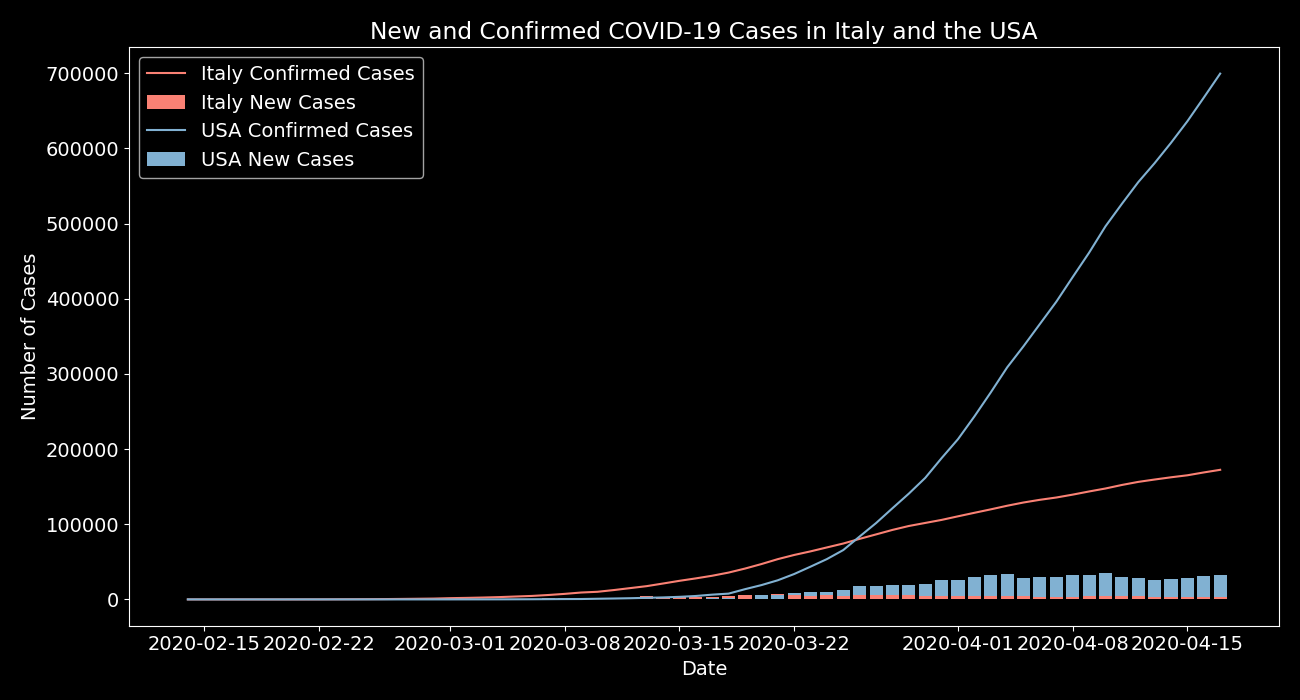 New and Confirmed COVID-19 Cases in Italy and the USA
Italy Confirmed Cases
Italy New Cases
USA Confirmed Cases
USA New Cases
700000
600000
500000
400000
300000
200000
100000
0
Number of Cases
2020-02-15 2020-02-22 2020-03-01 2020-03-08 2020-03-15 2020-03-22 2020-04-01 2020-04-08 2020-04-15
Date